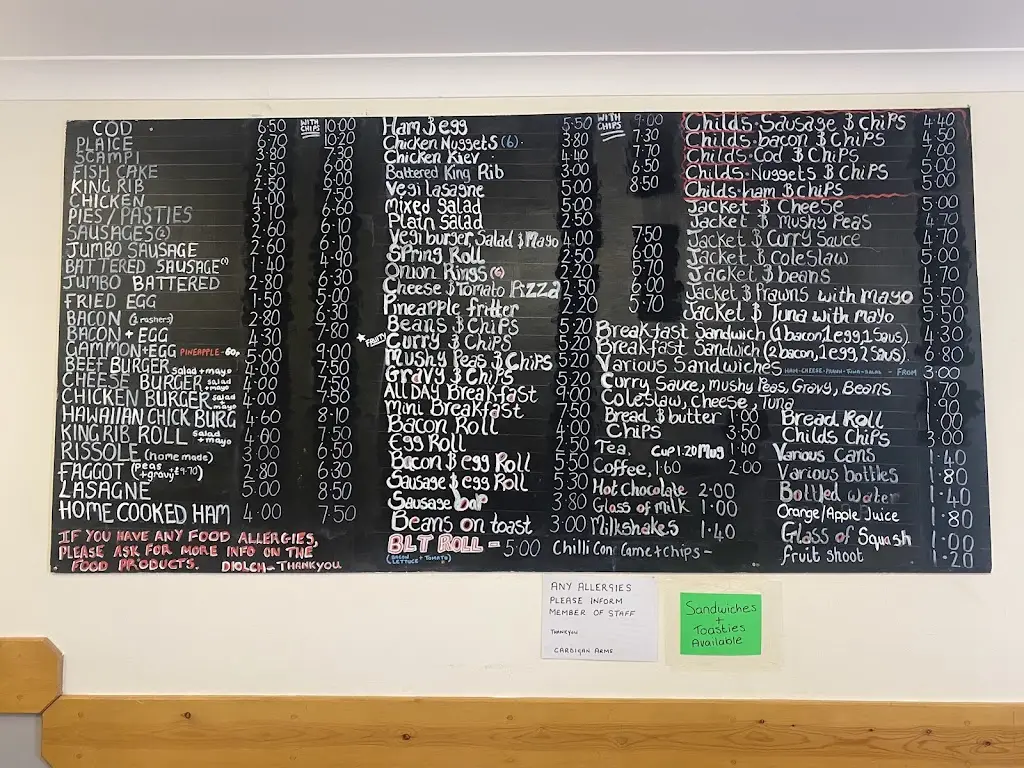 COD 6.50 WITH CHIPS 10:00
PLAICE 6.70 10.20
SCAMPI 3.80 7.30
FISH CAKE 2.50 6.00
KING RIB 2.50 6.00
CHICKEN 4.00
PIES / PASTIES 3.10 6.60
SAUSAGES (2) 2.60 6.10
JUMBO SAUSAGE 2.60 6.10
BATTERED SAUSAGE (1) 1.40 4.90
JUMBO BATTERED 2.80 6.30
FRIED EGG 1.50 5.00
BACON (2 rashers) 2.80 6.30
BACON + EGG 4.30 7.80
GAMMON+EGG PINEAPPLE-60p 5.00 9.00
BEEF BURGER salad+mayo 4.00 7.50
CHEESE BURGER salad + mayo 4.00 7.50
CHICKEN BURGER salad + mayo 4.00 7.50
HAWAIIAN CHICK BURG 4.60 8.10
KING RIB ROLL salad +mayo 4.00 7.50
RISSOLE (home made) 3.00 6.50
FAGGOT (peas +gravy+£4.70) 2.80 6.30
LASAGNE 5.00 8.50
HOME COOKED HAM 4.00 7.50
IF YOU HAVE ANY FOOD ALLERGIES,
PLEASE ASK FOR MORE INFO ON THE
FOOD PRODUCTS. DIOLCH-THANKYOU
Ham & egg 5.50 WITH CHIPS 9.00
Chicken Nuggets (6) 3.80 7.30
Chicken Kiev 7.70
Battered King Rib 3.00 6.50
Vegi lasagne 5.00 8.50
Mixed Salad 5.00
Plain Salad 2.50
Vegi burger Salad & Mayo 4.00 7.50
Spring Roll 2.50 6.00
Onion Rings (6) 2.20 5.70
Cheese & Tomato Pizza 2.50 6.00
Pineapple fritter 2.20 5.70
Beans & Chips 5.20
Curry & Chips 5.20
Mushy Peas & Chips 5.20
Gravy & Chips 5.20
All DAY Breakfast 9.00
Mini Breakfast 7.50
Bacon Roll
Egg Roll 2.50
Bacon & egg Roll 5.50
Sausage & egg Roll 5.30
Sausage bap 3.80
Beans on toast 3.00
BLT ROLL - 5:00
(BACON LETTUCE + TOMATO)
Childs Sausage & Chips 4.40
Childs bacon & Chips 4.70
Childs Cod & Chips 5.00
Childs Nuggets & Chips 5.00
Childs ham & Chips
Jacket & Cheese 5.00
Jacket & Mushy Peas 4.70
Jacket & Curry Sauce 4.70
Jacket & Coleslaw 5.00
Jacket & beans 4.70
Jacket & Prawns with mayo 5.50
Jacket & Tuna with mayo 5.00
Breakfast Sandwich (1 bacon, 1 egg, 1 Saus) 4.30
Breakfast Sandwich (2 bacon, 1 egg, 2 Saus) 6.80
Various Sandwiches HAM-CHEESE-PRAWN-TUNA-SALAD - FROM 3:00
Curry Sauce, mushy Peas, Gravy, Beans 1.70
Coleslaw, cheese, Tuna 1.90
Bread & butter 1:00 Bread Roll 1.00
Chips 3.50 Childs Chips 3:00
Tea. Cup 1.20 Mug 1:40 Various Cans 1.40
Coffee, 1:60 2:00 Various bottles 1.80
Hot Chocolate 2:00 Bottled water 1.40
Glass of milk 1:00 Orange/Apple Juice 1.80
Milkshakes 1.40 Glass of Squash 1:00
Chilli Con Carne + chips - fruit shoot 1.20
ANY ALLERGIES
PLEASE INFORM
MEMBER OF STAFF
THANKYOU
CARDIGAN ARMS
Sandwiches
+
Toasties
Available